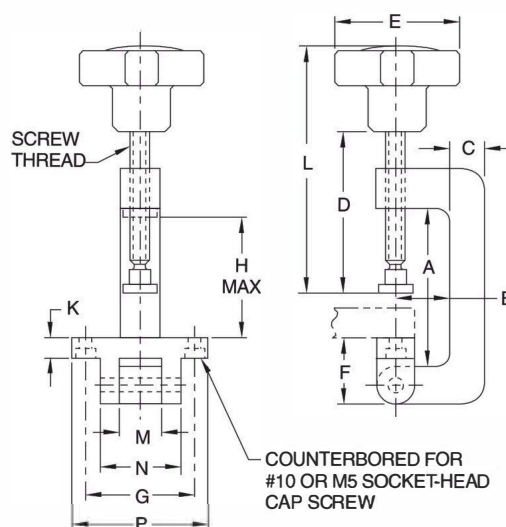 E
SCREW
THREAD
C
L
D
H
MAX
A
B
K
F
M
N
G
P
COUNTERBORED FOR
#10 OR M5 SOCKET-HEAD
CAP SCREW